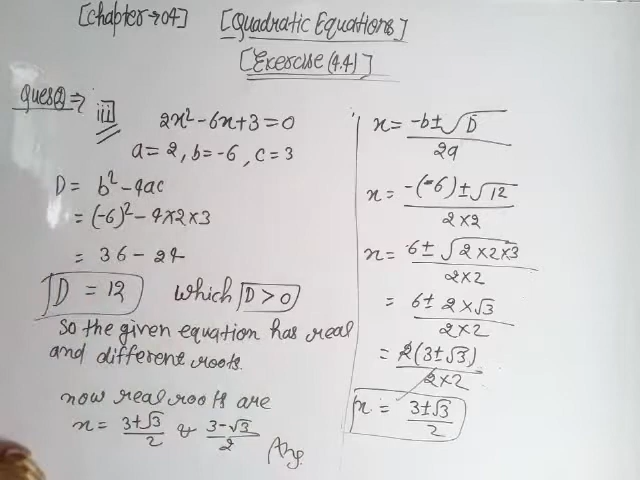 [Chapter → 04] [Quadratic Equations]
[Exercise (4.4)]
Ques ⇒ iii]
2x² - 6x + 3 = 0
a = 2, b = -6, c = 3
D = b² - 4ac
= (-6)² - 4×2×3
= 36 - 24
D = 12 Which D > 0
So the given equation has real
and different roots.
now real roots are
x = 3+√3/2 & 3-√3/2 Ans.
x = -b ± √D / 2a
x = -(-6) ± √12 / 2×2
x = 6 ± √2×2×3 / 2×2
= 6 ± 2×√3 / 2×2
= 2(3±√3) / 2×2
x = 3±√3 / 2